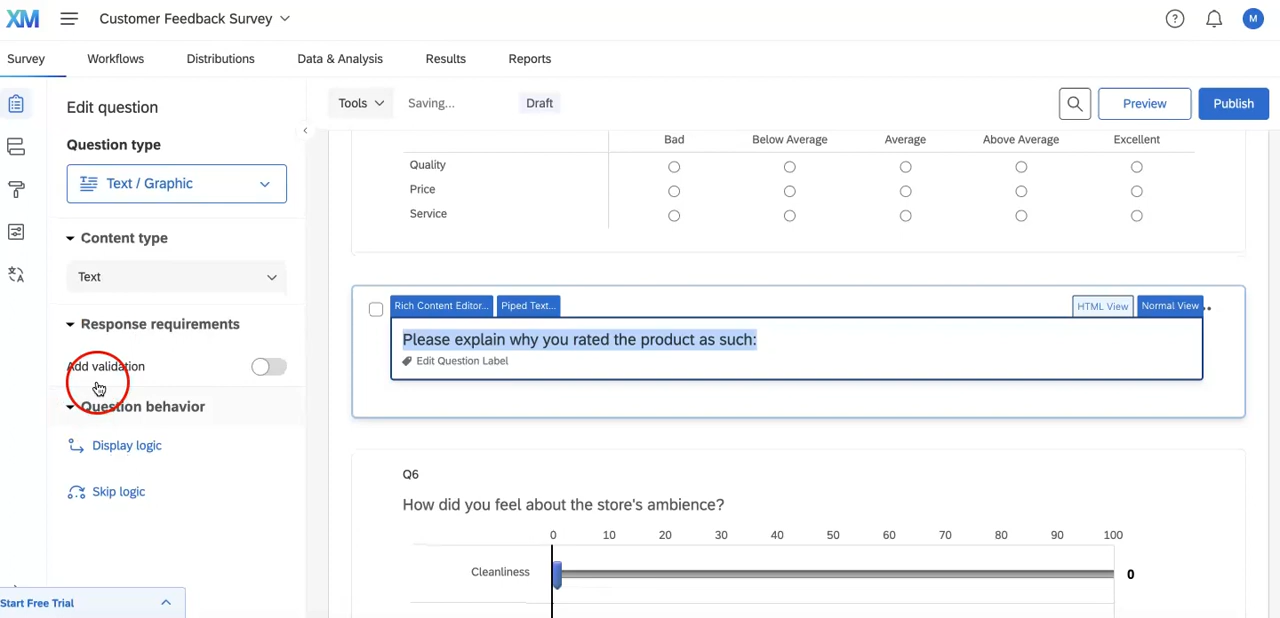 XM
Customer Feedback Survey
M
Survey
Workflows
Distributions
Data & Analysis
Results
Reports
Edit question
Tools
Saving...
Draft
Preview
Publish
Question type
Text / Graphic
Content type
Text
Response requirements
Add validation
Question behavior
Display logic
Skip logic
Start Free Trial
Bad
Below Average
Average
Above Average
Excellent
Quality
Price
Service
Rich Content Editor...
Piped Text...
HTML View
Normal View
Please explain why you rated the product as such:
Edit Question Label
Q6
How did you feel about the store's ambience?
0 10 20 30 40 50 60 70 80 90 100
Cleanliness
0